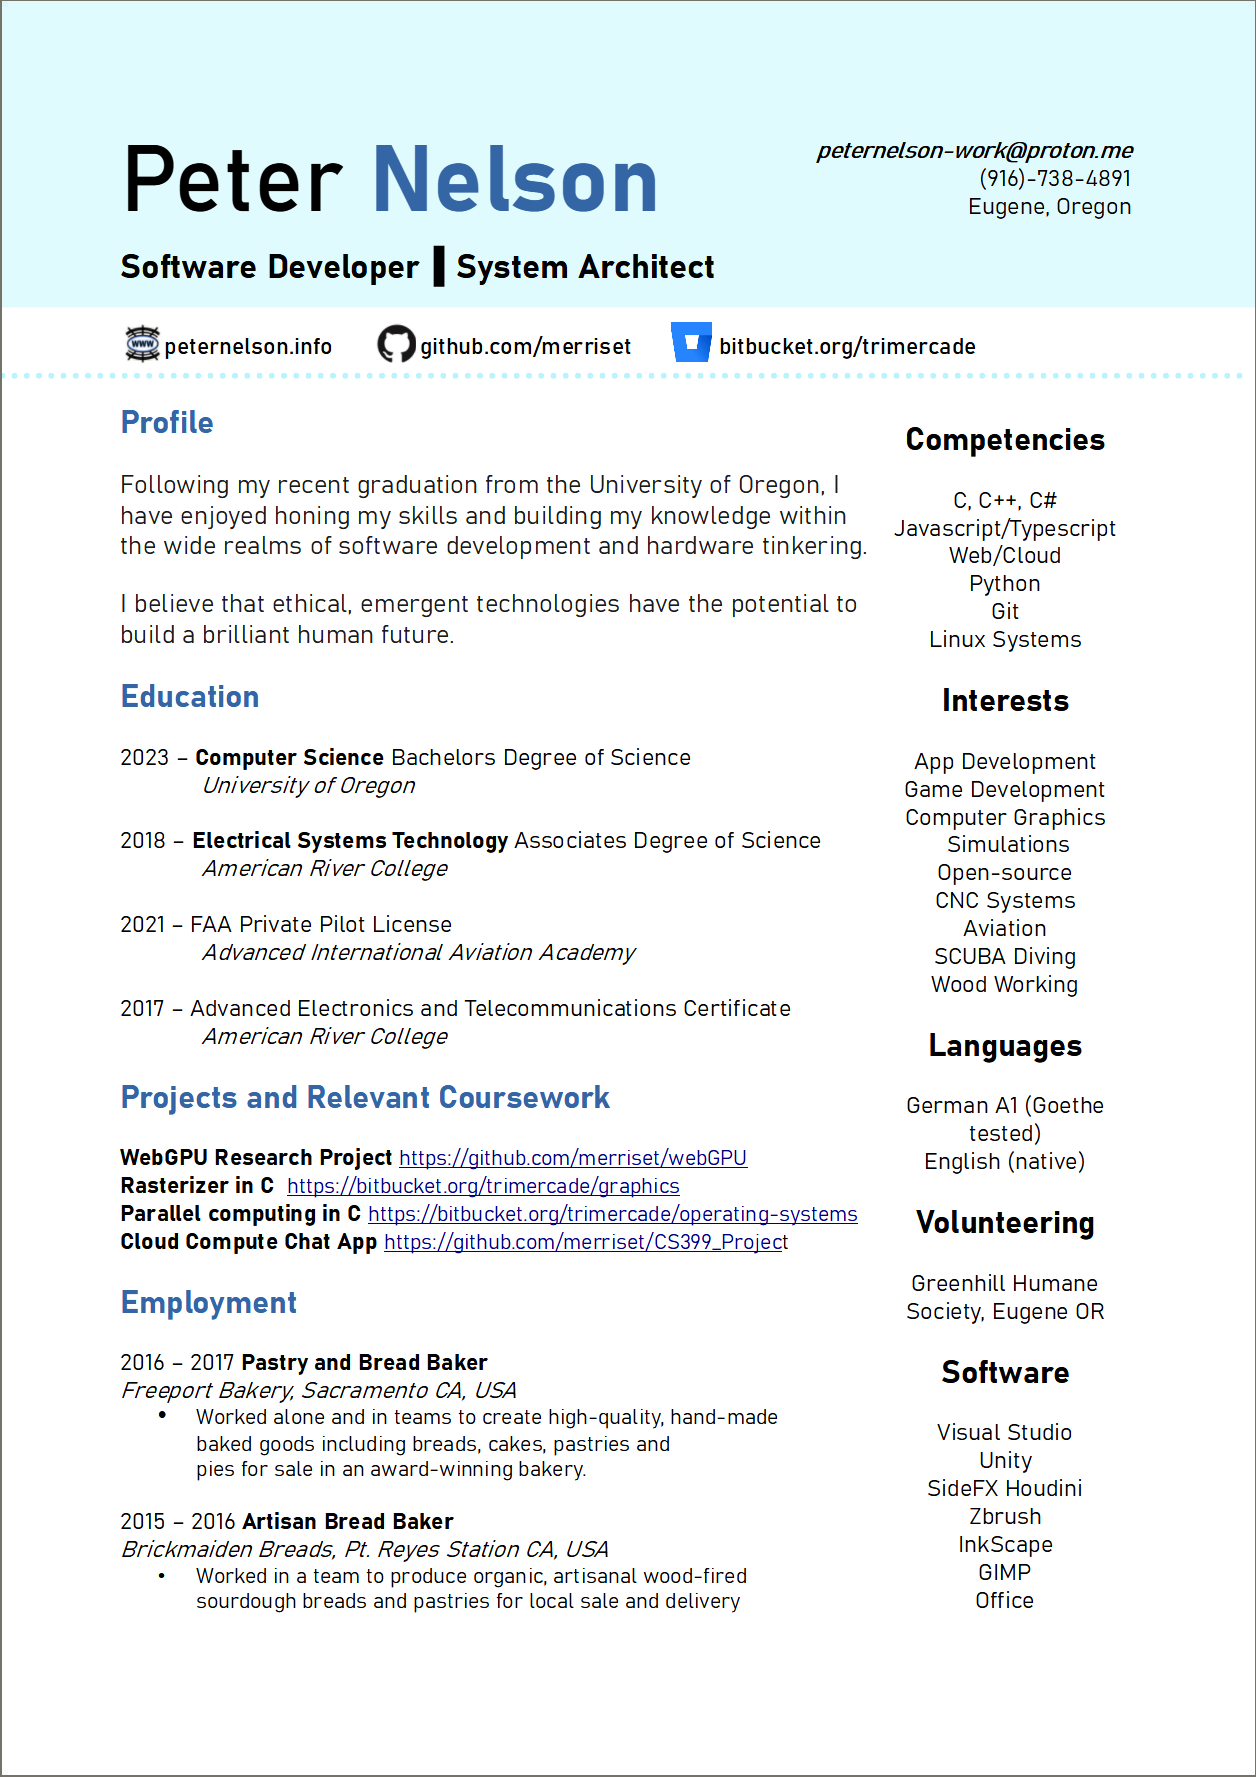 Peter Nelson
peternelson-work@proton.me
(916)-738-4891
Eugene, Oregon
Software Developer ❚ System Architect
www peternelson.info github.com/merriset bitbucket.org/trimercade
Profile
Following my recent graduation from the University of Oregon, I
have enjoyed honing my skills and building my knowledge within
the wide realms of software development and hardware tinkering.
I believe that ethical, emergent technologies have the potential to
build a brilliant human future.
Education
2023 – Computer Science Bachelors Degree of Science
University of Oregon
2018 – Electrical Systems Technology Associates Degree of Science
American River College
2021 – FAA Private Pilot License
Advanced International Aviation Academy
2017 – Advanced Electronics and Telecommunications Certificate
American River College
Projects and Relevant Coursework
WebGPU Research Project https://github.com/merriset/webGPU
Rasterizer in C https://bitbucket.org/trimercade/graphics
Parallel computing in C https://bitbucket.org/trimercade/operating-systems
Cloud Compute Chat App https://github.com/merriset/CS399_Project
Employment
2016 – 2017 Pastry and Bread Baker
Freeport Bakery, Sacramento CA, USA
• Worked alone and in teams to create high-quality, hand-made
baked goods including breads, cakes, pastries and
pies for sale in an award-winning bakery.
2015 – 2016 Artisan Bread Baker
Brickmaiden Breads, Pt. Reyes Station CA, USA
• Worked in a team to produce organic, artisanal wood-fired
sourdough breads and pastries for local sale and delivery
Competencies
C, C++, C#
Javascript/Typescript
Web/Cloud
Python
Git
Linux Systems
Interests
App Development
Game Development
Computer Graphics
Simulations
Open-source
CNC Systems
Aviation
SCUBA Diving
Wood Working
Languages
German A1 (Goethe
tested)
English (native)
Volunteering
Greenhill Humane
Society, Eugene OR
Software
Visual Studio
Unity
SideFX Houdini
Zbrush
InkScape
GIMP
Office